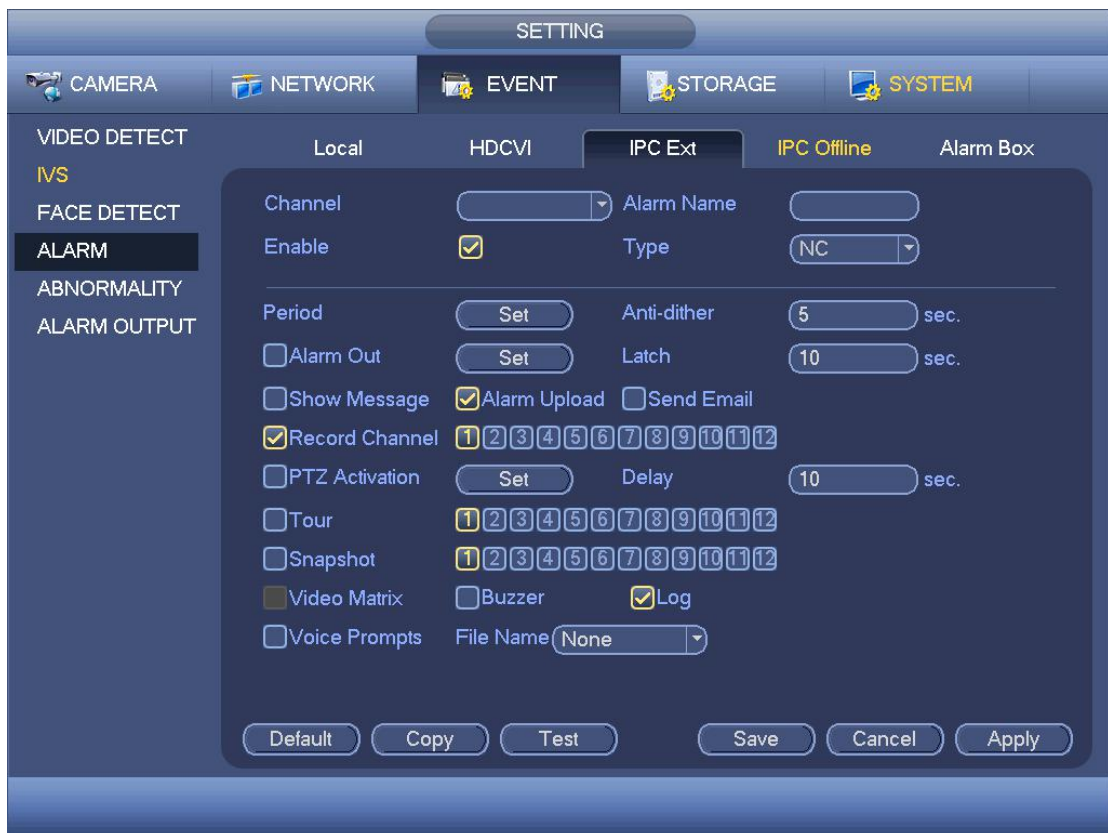 SETTING
CAMERA NETWORK EVENT STORAGE SYSTEM
VIDEO DETECT
IVS
FACE DETECT
ALARM
ABNORMALITY
ALARM OUTPUT
Local HDCVI IPC Ext IPC Offline Alarm Box
Channel Alarm Name
Enable Type NC
Period Set Anti-dither 5 sec.
Alarm Out Set Latch 10 sec.
Show Message Alarm Upload Send Email
Record Channel 1 2 3 4 5 6 7 8 9 10 11 12
PTZ Activation Set Delay 10 sec.
Tour 1 2 3 4 5 6 7 8 9 10 11 12
Snapshot 1 2 3 4 5 6 7 8 9 10 11 12
Video Matrix Buzzer Log
Voice Prompts File Name None
Default Copy Test Save Cancel Apply